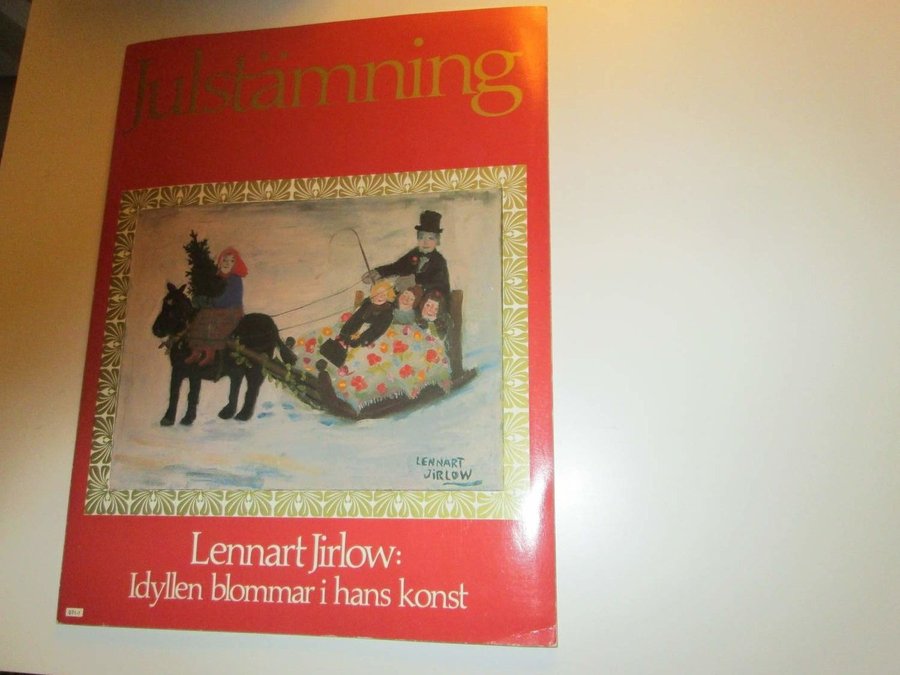 Julstämning
LENNART
JiRLOW
Lennart Jirlow:
Idyllen blommar i hans konst